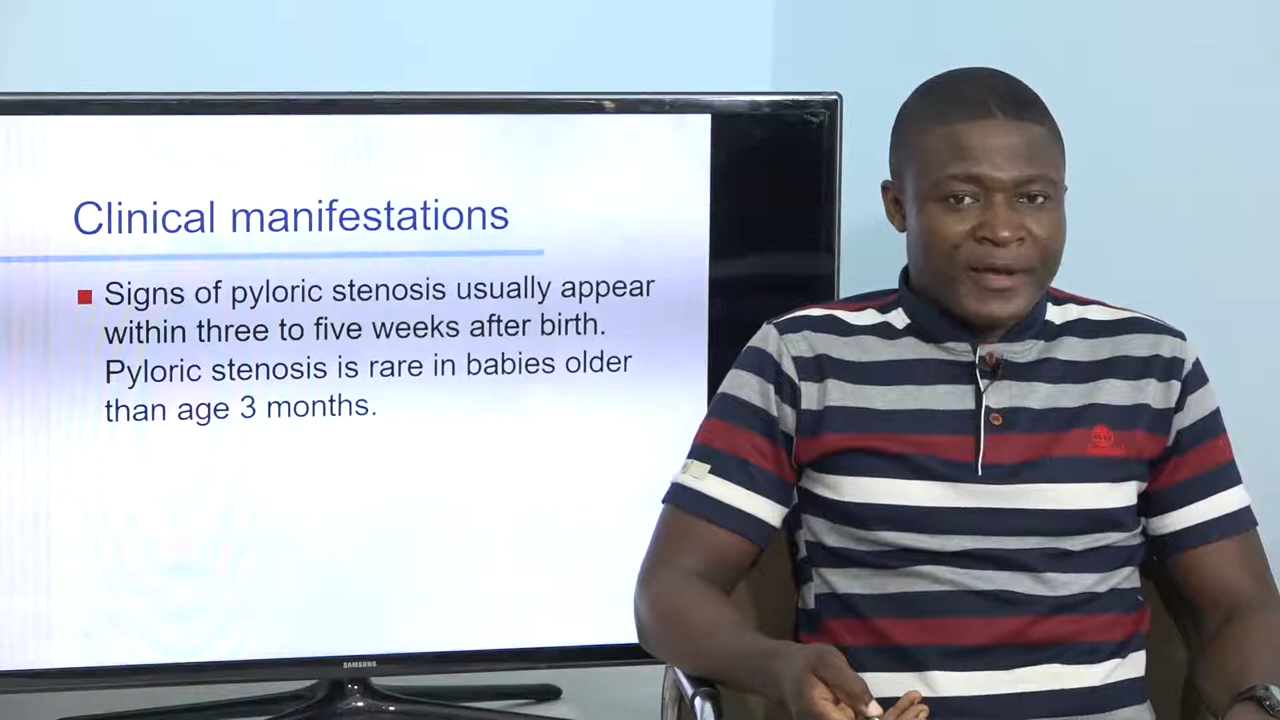 Clinical manifestations
Signs of pyloric stenosis usually appear
within three to five weeks after birth.
Pyloric stenosis is rare in babies older
than age 3 months.
SAMSUNG